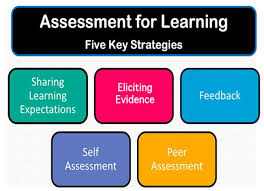 Assessment for Learning
Five Key Strategies
Sharing
Learning
Expectations
Eliciting
Evidence
Feedback
Self
Assessment
Peer
Assessment